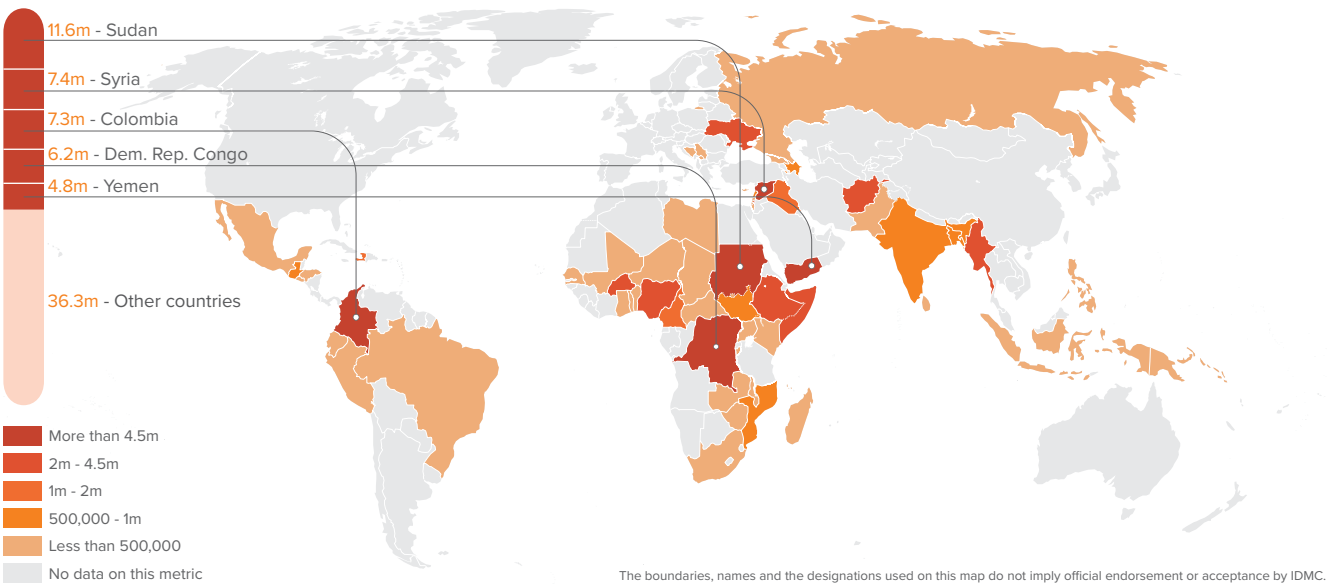 11.6m - Sudan
7.4m - Syria
7.3m - Colombia
6.2m - Dem. Rep. Congo
4.8m - Yemen
36.3m - Other countries
More than 4.5m
2m - 4.5m
1m - 2m
500,000 - 1m
Less than 500,000
No data on this metric
The boundaries, names and the designations used on this map do not imply official endorsement or acceptance by IDMC.